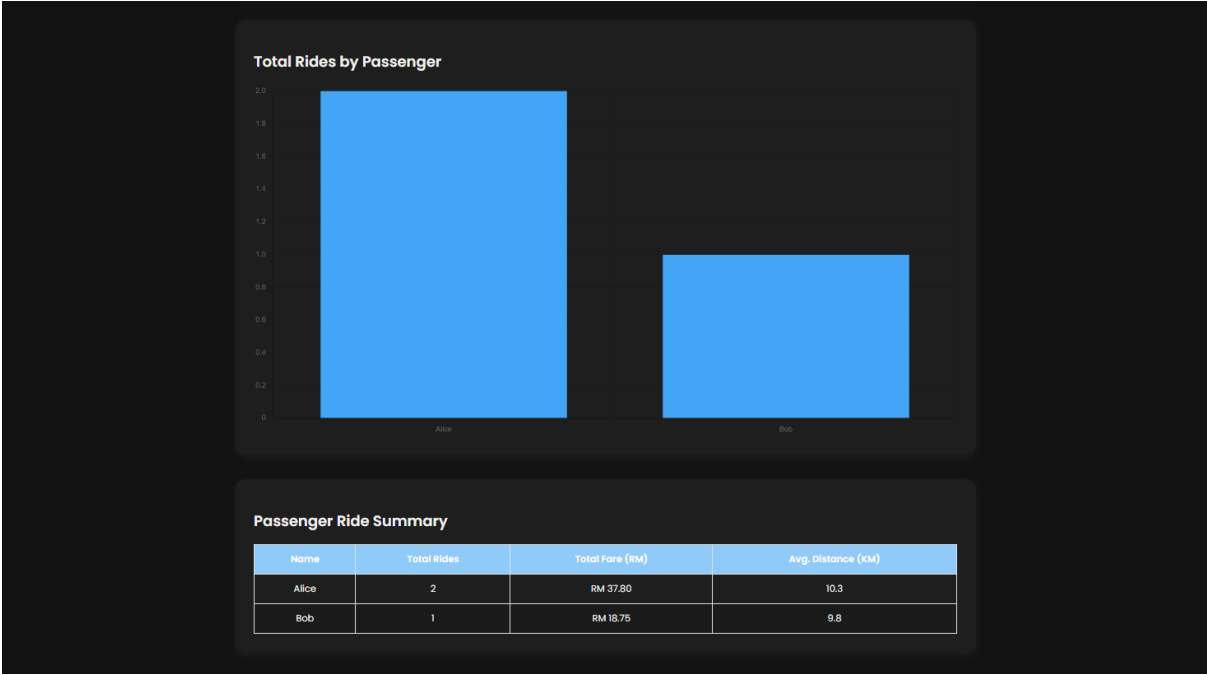 Total Rides by Passenger
2.0
1.8
1.6
1.4
1.2
1.0
0.8
0.6
0.4
0.2
0
Alice Bob
Passenger Ride Summary
Name Total Rides Total Fare (RM) Avg. Distance (KM)
Alice 2 RM 37.80 10.3
Bob 1 RM 18.75 9.8